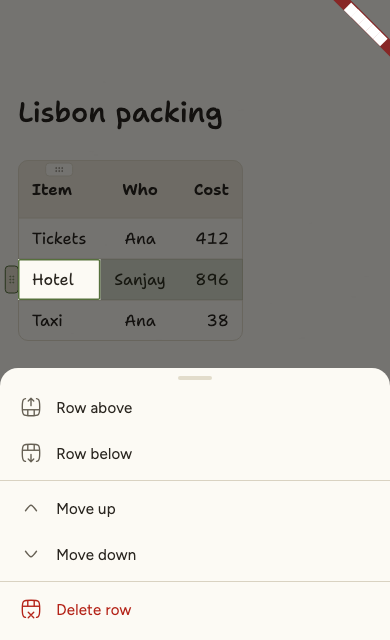 Lisbon packing
Item Who Cost
Tickets Ana 412
Hotel Sanjay 896
Taxi Ana 38
Row above
Row below
Move up
Move down
Delete row